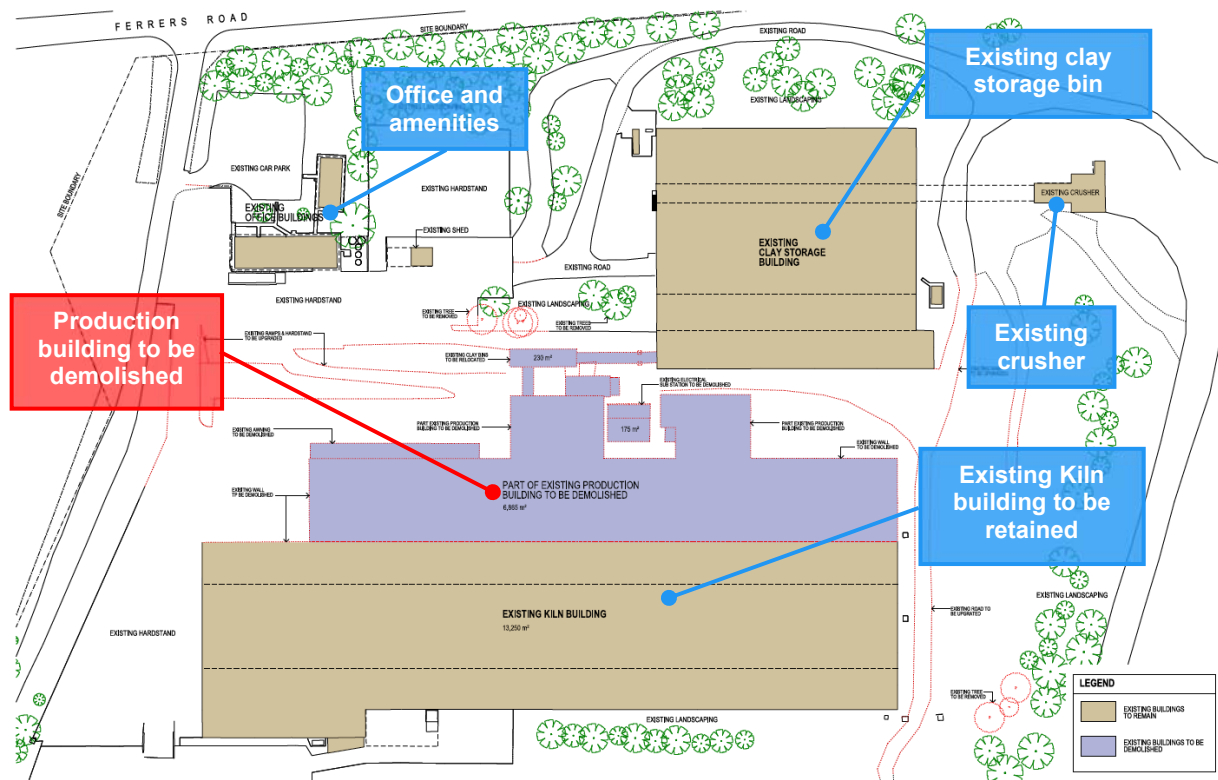 FERRERS ROAD
SITE BOUNDARY
EXISTING ROAD
Existing clay
storage bin
Office and
amenities
EXISTING LANDSCAPING
EXISTING CAR PARK
EXISTING HARDSTAND
EXISTING CRUSHER
SITE BOUNDARY
EXISTING
OFFICE BUILDINGS
EXISTING SHED
EXISTING
CLAY STORAGE
BUILDING
EXISTING ROAD
EXISTING HARDSTAND
EXISTING LANDSCAPING
Production
building to be
demolished
EXISTING TREE
TO BE REMOVED
EXISTING TREES
TO BE REMOVED
Existing
crusher
EXISTING RAMPS & HARDSTAND
TO BE UPGRADED
EXISTING CLAY BINS
TO BE RELOCATED
230 m²
EXISTING ELECTRICAL
SUB STATION TO BE DEMOLISHED
PART EXISTING PRODUCTION
BUILDING TO BE DEMOLISHED
175 m²
PART EXISTING PRODUCTION
BUILDING TO BE DEMOLISHED
EXISTING AWNING
TO BE DEMOLISHED
EXISTING WALL
TO BE DEMOLISHED
Existing Kiln
building to be
retained
PART OF EXISTING PRODUCTION
BUILDING TO BE DEMOLISHED
EXISTING WALL
TP BE DEMOLISHED
EXISTING LANDSCAPING
EXISTING ROAD TO
BE UPGRATED
EXISTING KILN BUILDING
13,250 m²
EXISTING HARDSTAND
EXISTING TREE
TO BE REMOVED
EXISTING LANDSCAPING
LEGEND
EXISTING BUILDINGS
TO REMAIN
EXISTING BUILDINGS TO BE
DEMOLISHED